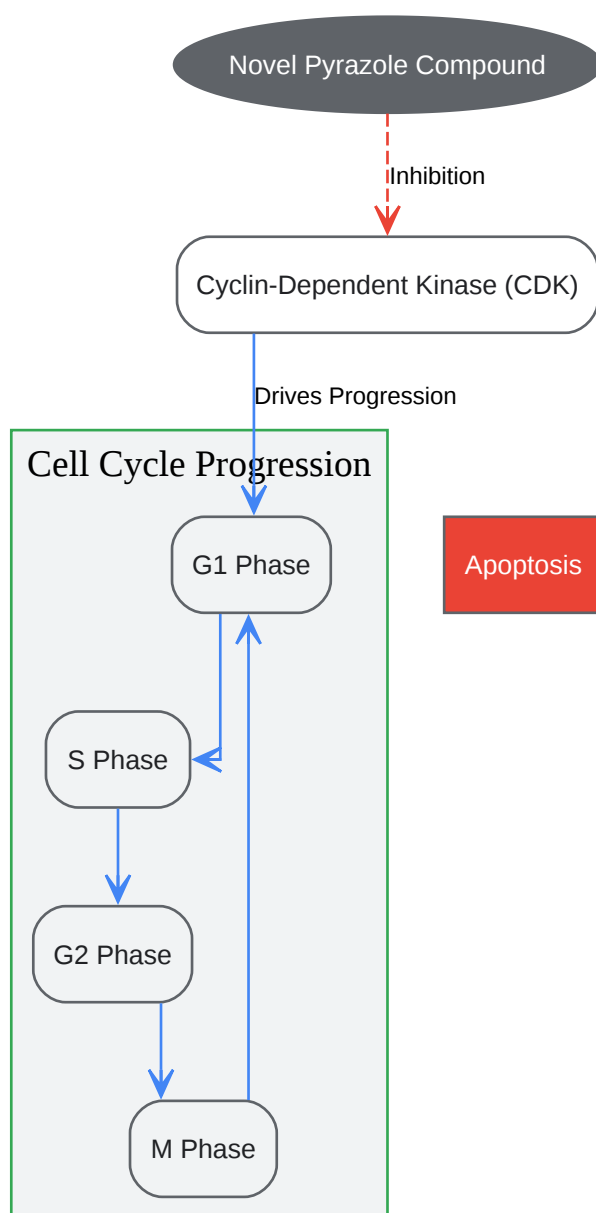 Novel Pyrazole Compound
Inhibition
Cyclin-Dependent Kinase (CDK)
Drives Progression
Cell Cycle Progression
G1 Phase
Apoptosis
S Phase
G2 Phase
M Phase